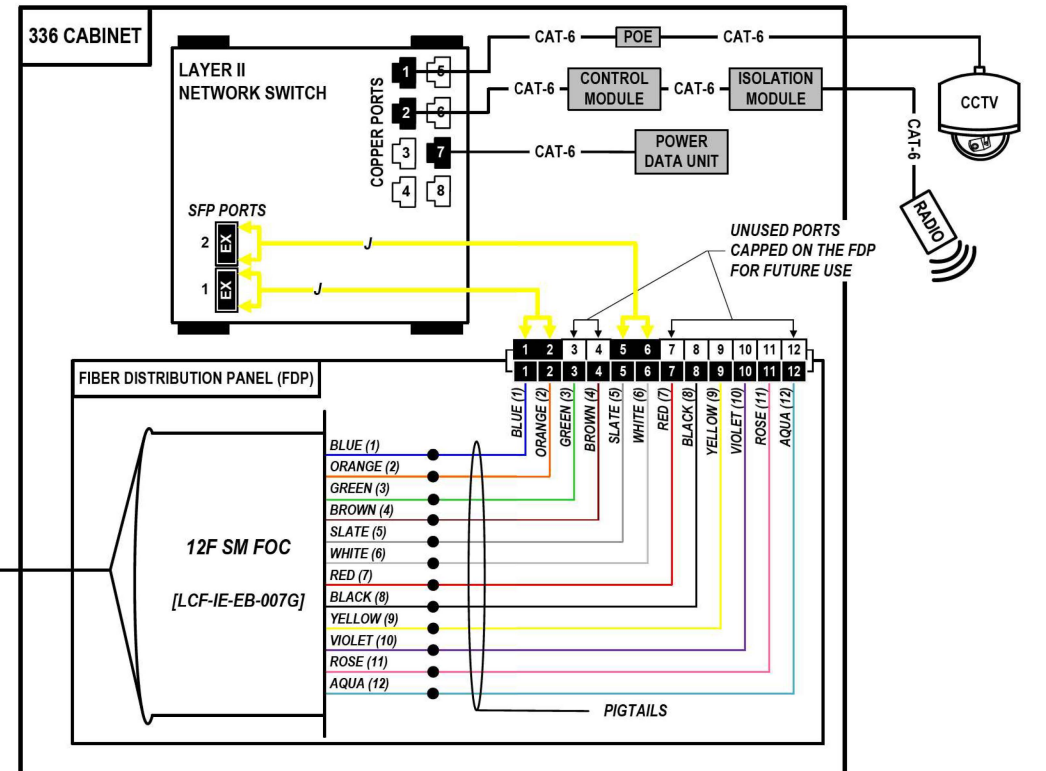 336 CABINET
LAYER II
NETWORK SWITCH
COPPER PORTS
1 5
2 6
3 7
4 8
CAT-6 POE CAT-6
CAT-6 CONTROL
MODULE CAT-6 ISOLATION
MODULE
CAT-6 POWER
DATA UNIT
CCTV
CAT-6
RADIO
SFP PORTS
2 EX
1 EX
J
J
UNUSED PORTS
CAPPED ON THE FDP
FOR FUTURE USE
1 2 3 4 5 6 7 8 9 10 11 12
1 2 3 4 5 6 7 8 9 10 11 12
FIBER DISTRIBUTION PANEL (FDP)
BLUE (1)
ORANGE (2)
GREEN (3)
BROWN (4)
SLATE (5)
WHITE (6)
RED (7)
BLACK (8)
YELLOW (9)
VIOLET (10)
ROSE (11)
AQUA (12)
BLUE (1)
ORANGE (2)
GREEN (3)
BROWN (4)
SLATE (5)
WHITE (6)
RED (7)
BLACK (8)
YELLOW (9)
VIOLET (10)
ROSE (11)
AQUA (12)
12F SM FOC
[LCF-IE-EB-007G]
PIGTAILS